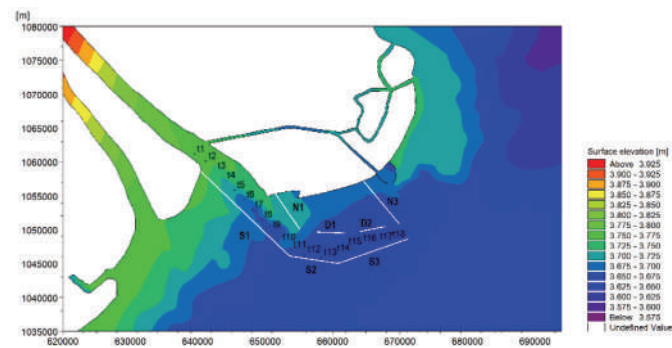 [m]
1080000
1075000
1070000
1065000
1060000
1055000
1050000
1045000
1040000
1035000
620000 630000 640000 650000 660000 670000 680000 690000
t1
t2
t3
t4
t5
t6
t7
t8
t9
t10
t11
t12
t13
t14
t15
t16
t17
t18
N1
N3
D1
D2
S1
S2
S3
Surface elevation [m]
Above 3.925
3.900 - 3.925
3.875 - 3.900
3.850 - 3.875
3.825 - 3.850
3.800 - 3.825
3.775 - 3.800
3.750 - 3.775
3.725 - 3.750
3.700 - 3.725
3.675 - 3.700
3.650 - 3.675
3.625 - 3.650
3.600 - 3.625
3.575 - 3.600
Below 3.575
Undefined Value